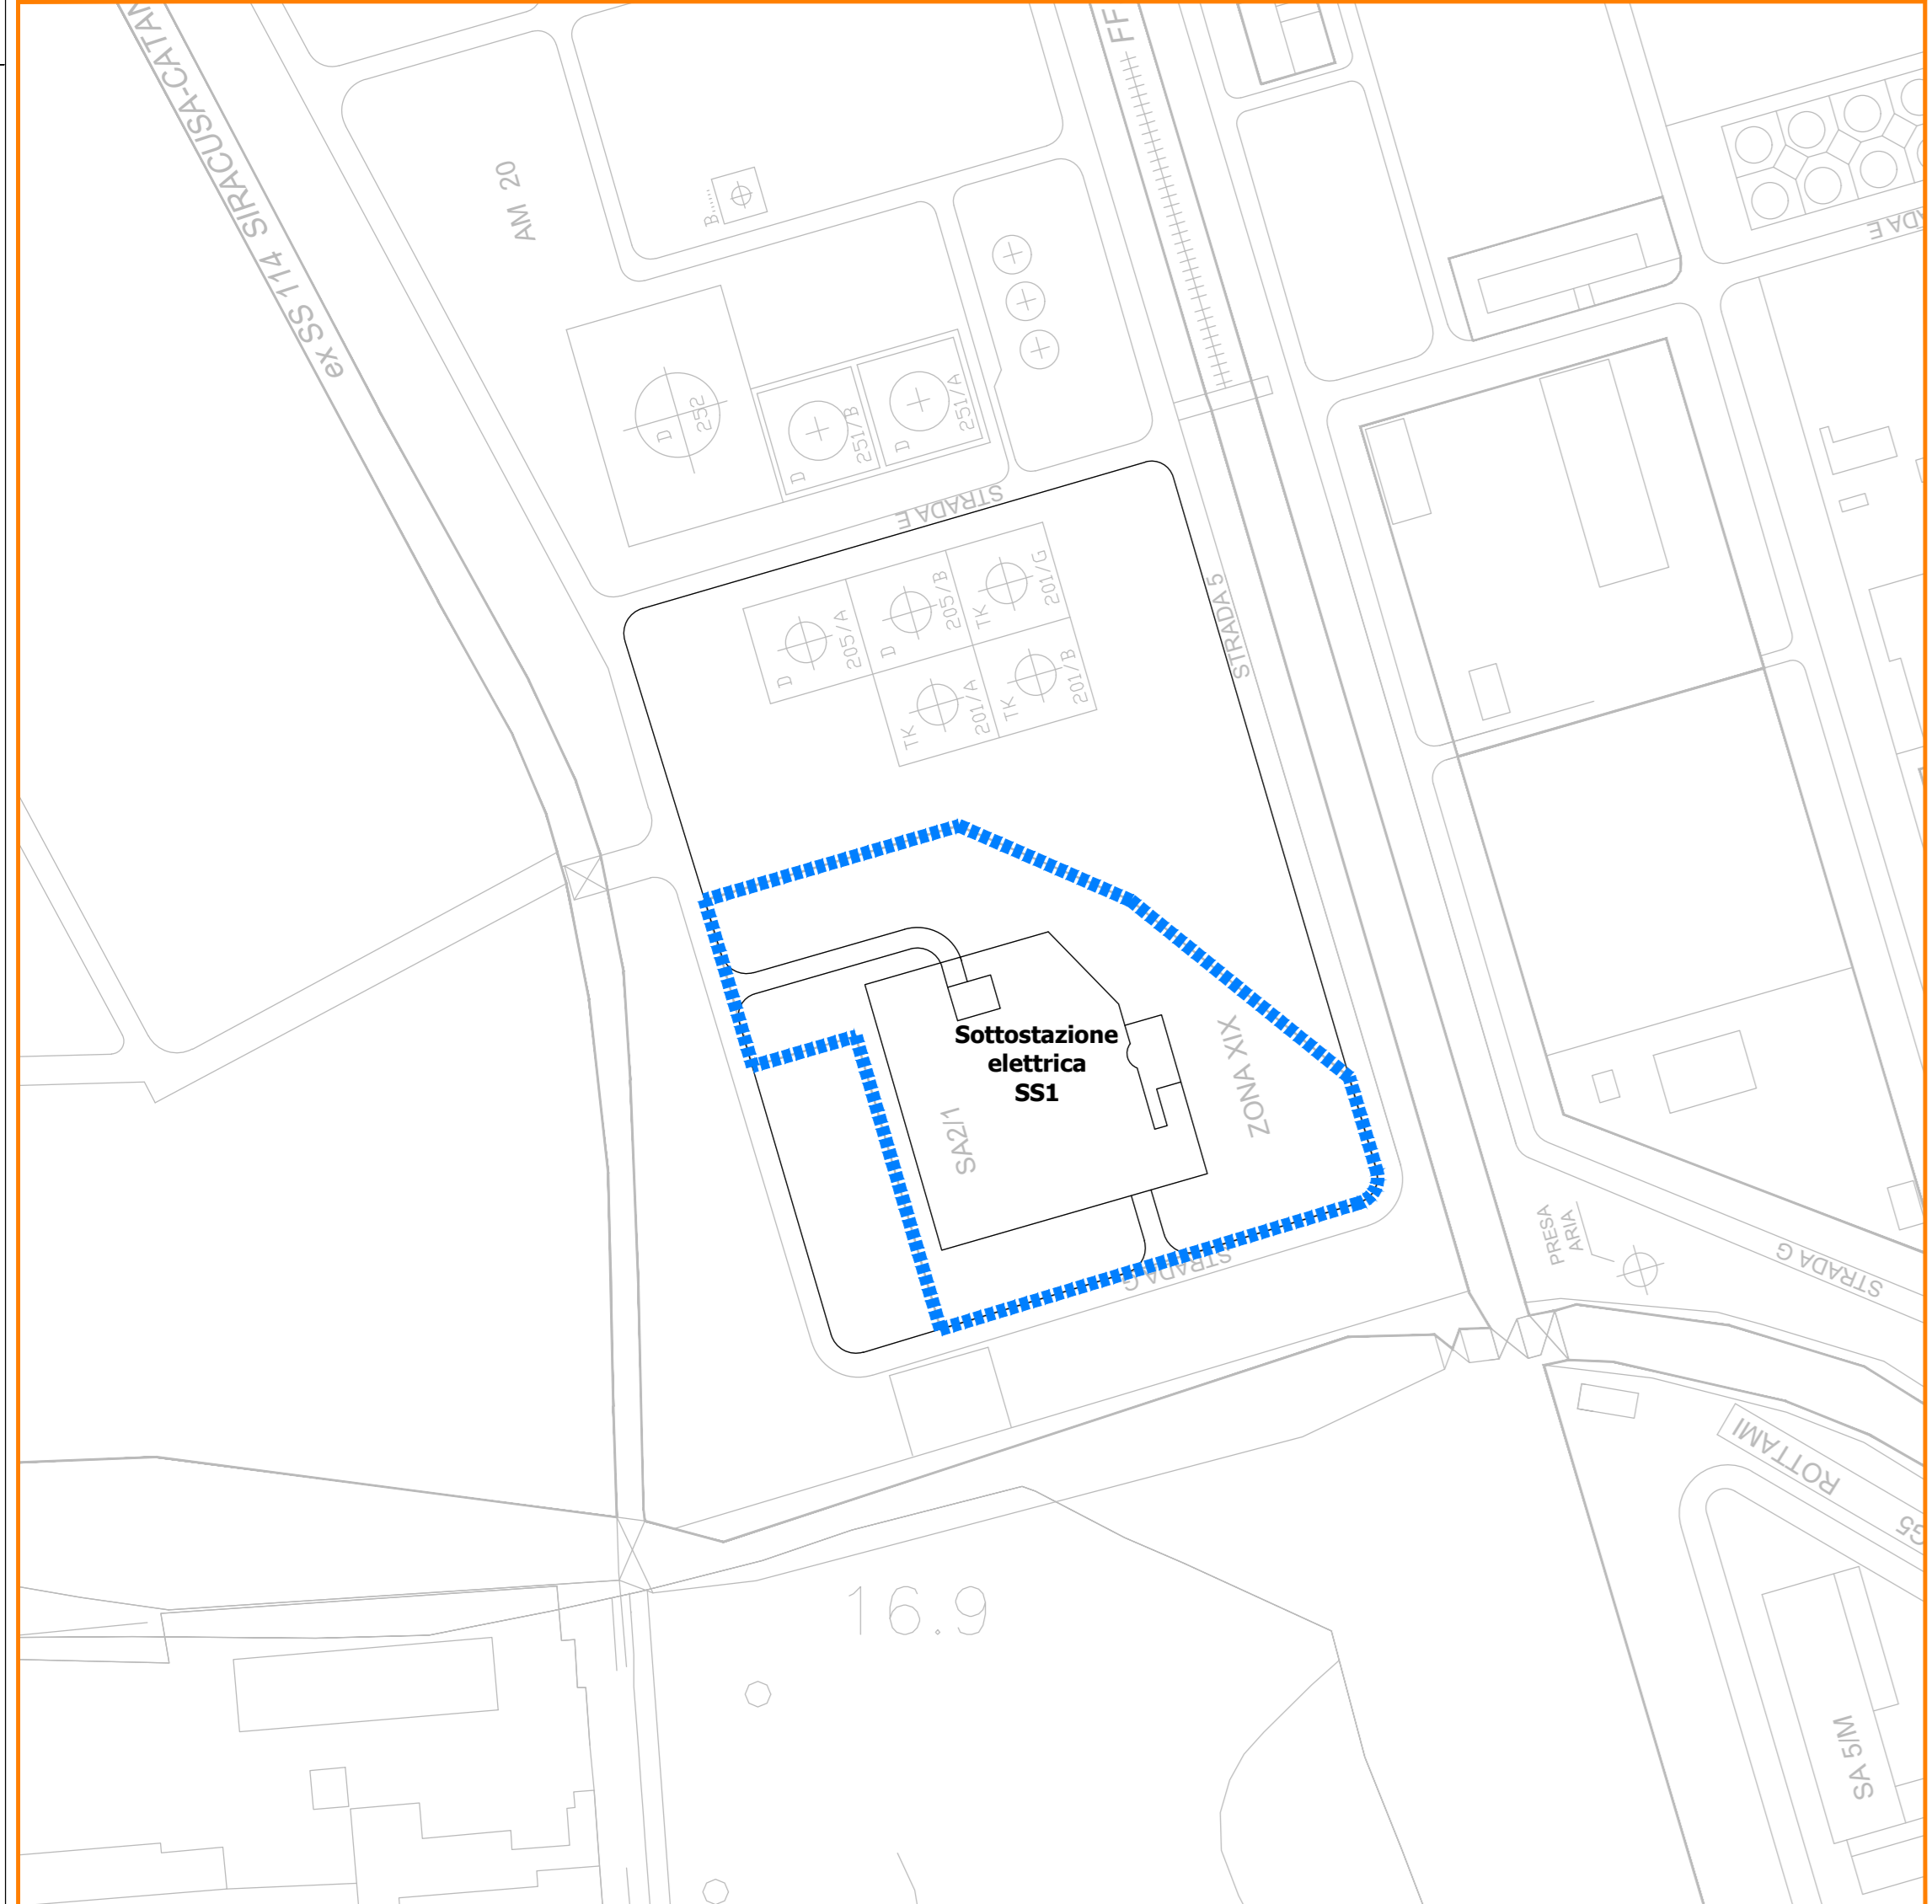 FF
ex SS 114 SIRACUSA-CATAN
AM 20
STRADA E
D
252
D
251/B
D
251/A
STRADA E
D
205/A
D
205/B
TK
201/G
TK
201/A
TK
201/B
STRADA 5
Sottostazione
elettrica
SS1
SA2/1
ZONA XIX
STRADA G
PRESA
ARIA
STRADA G
ROTTAMI
G5
16.9
SA 5/M